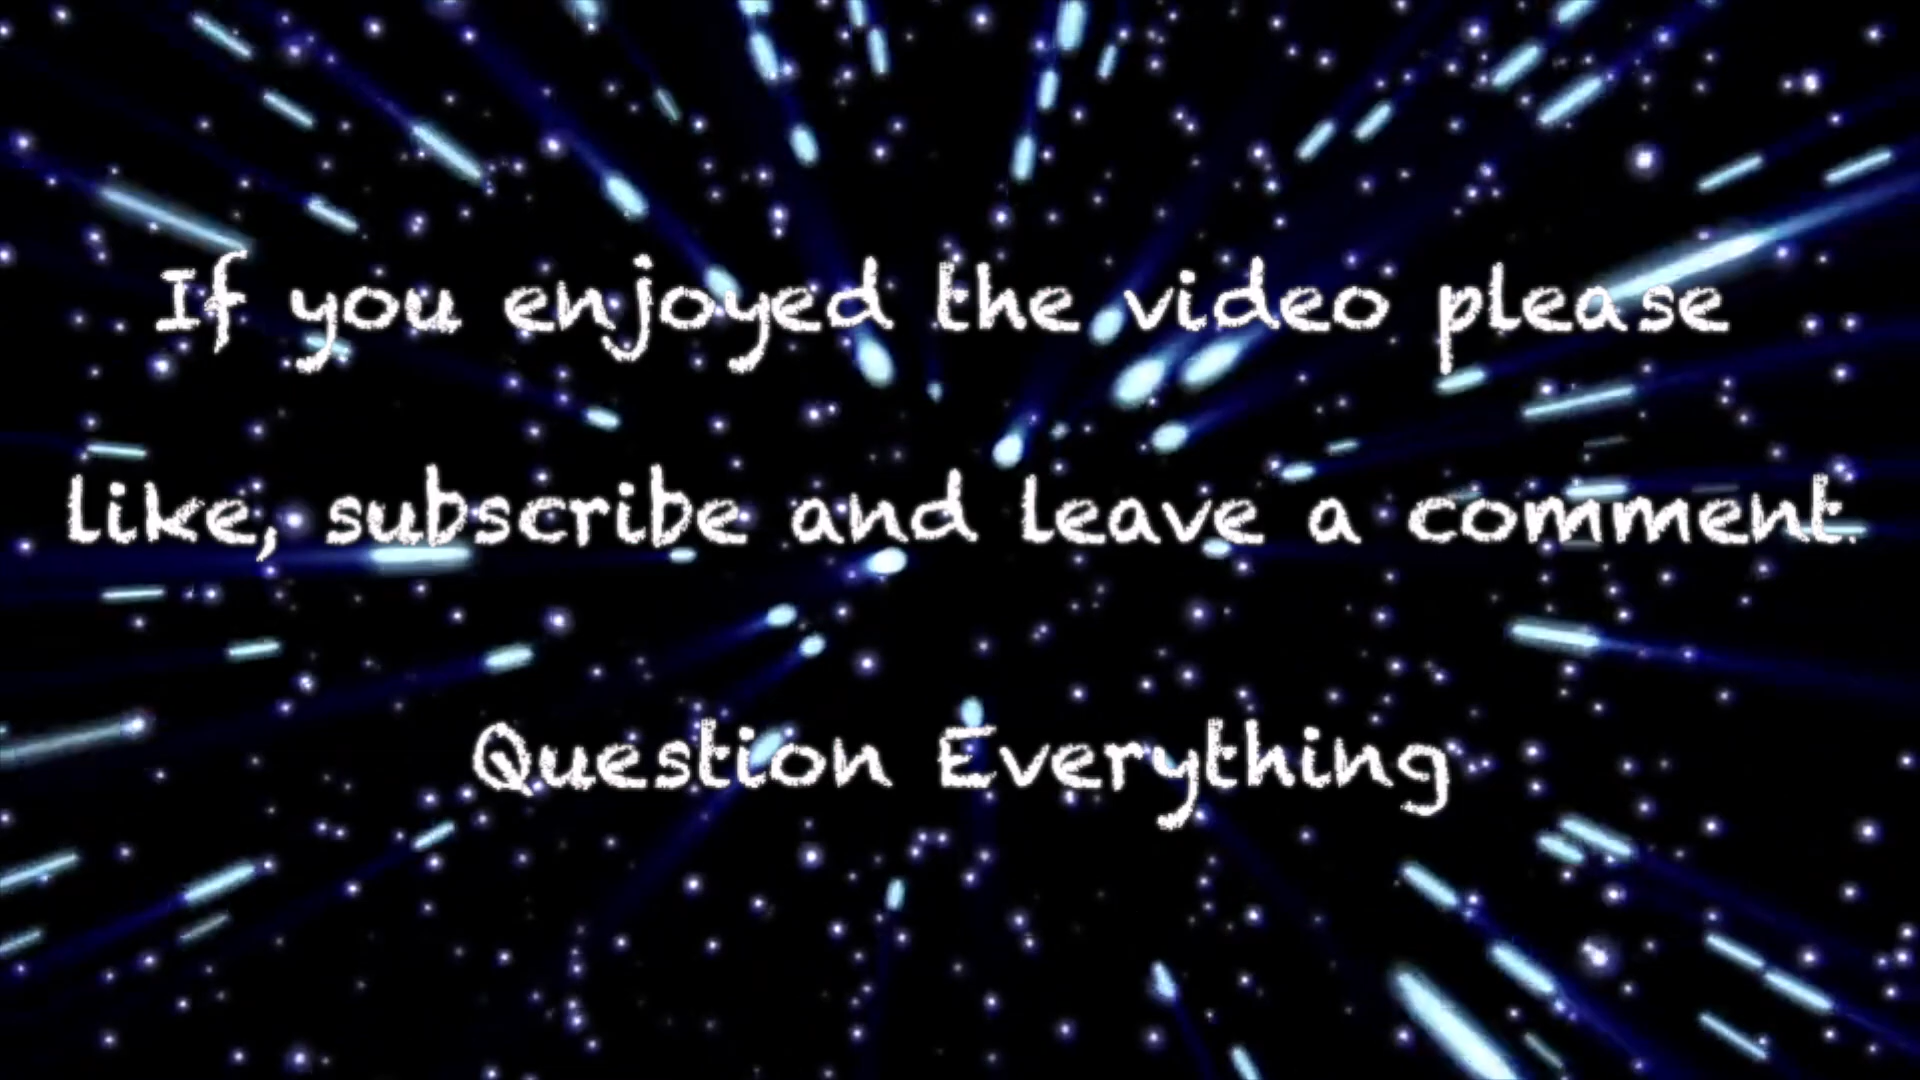 If you enjoyed the video please
like, subscribe and leave a comment.
Question Everything